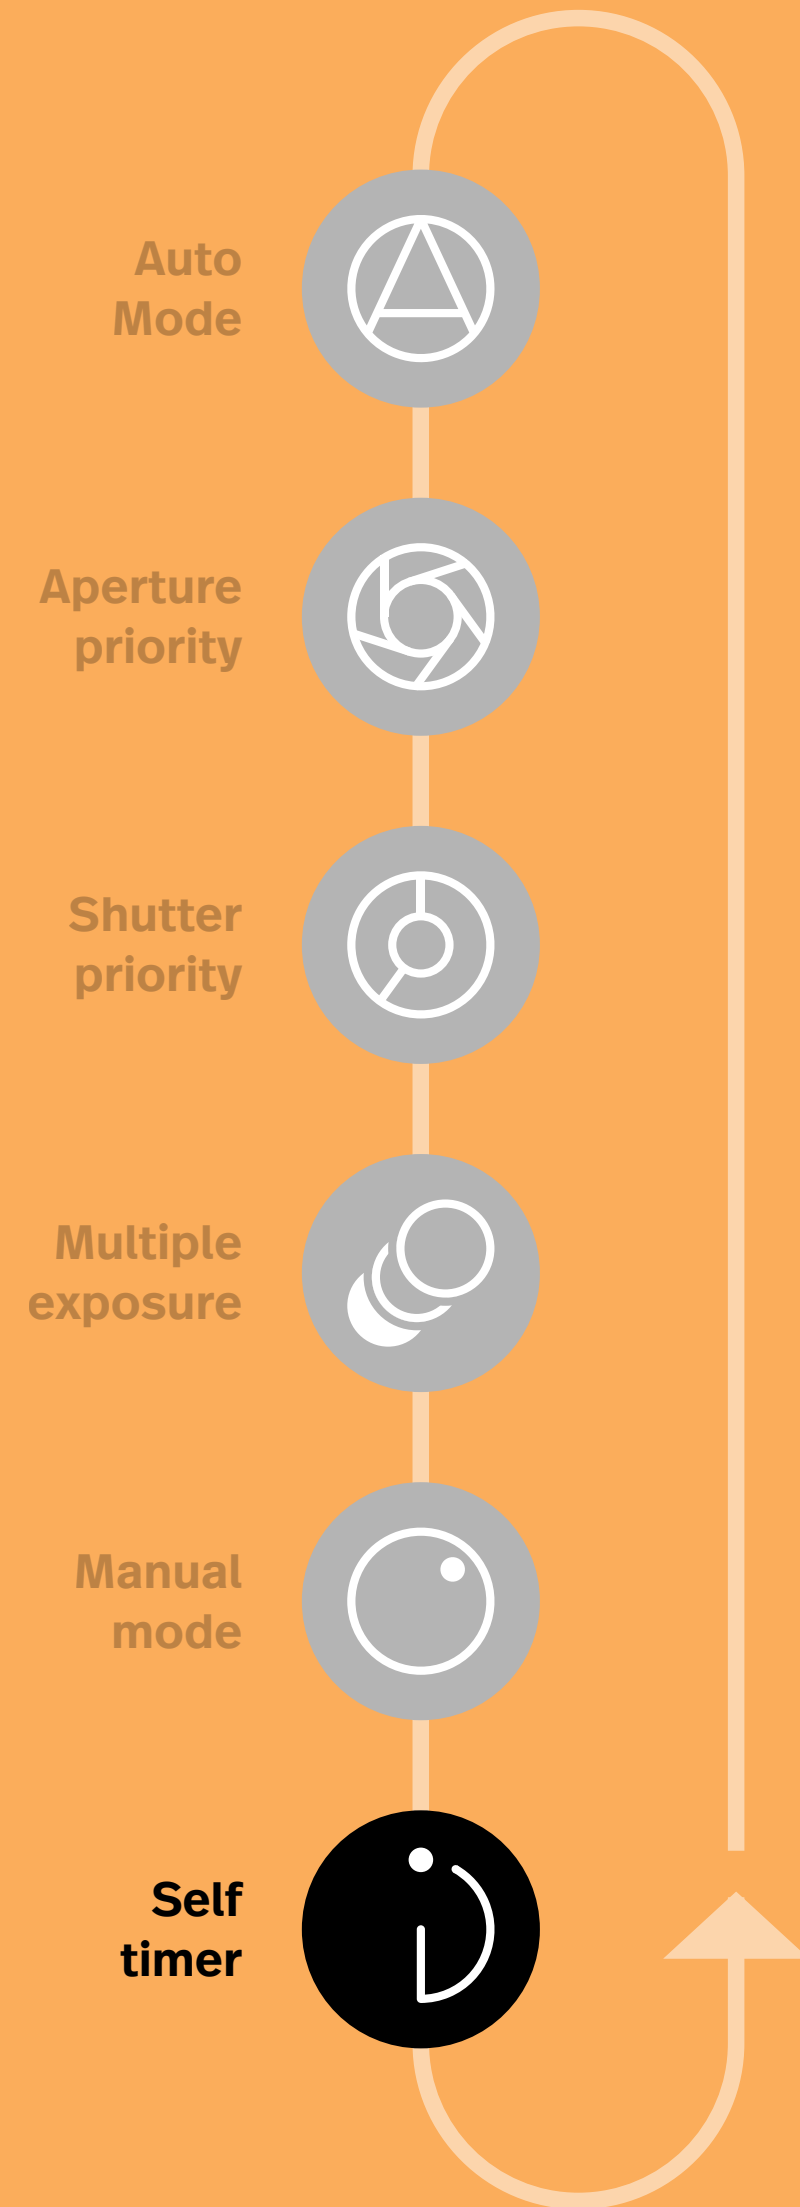 Auto
Mode
Aperture
priority
Shutter
priority
Multiple
exposure
Manual
mode
Self
timer